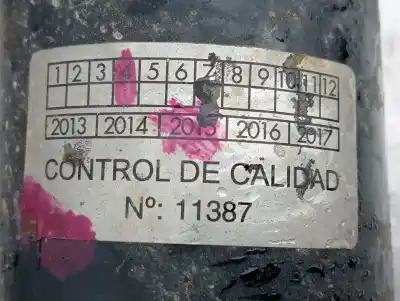 1 2 3 4 5 6 7 8 9 10 11 12
2013 2014 2015 2016 2017
CONTROL DE CALIDAD
Nº: 11387